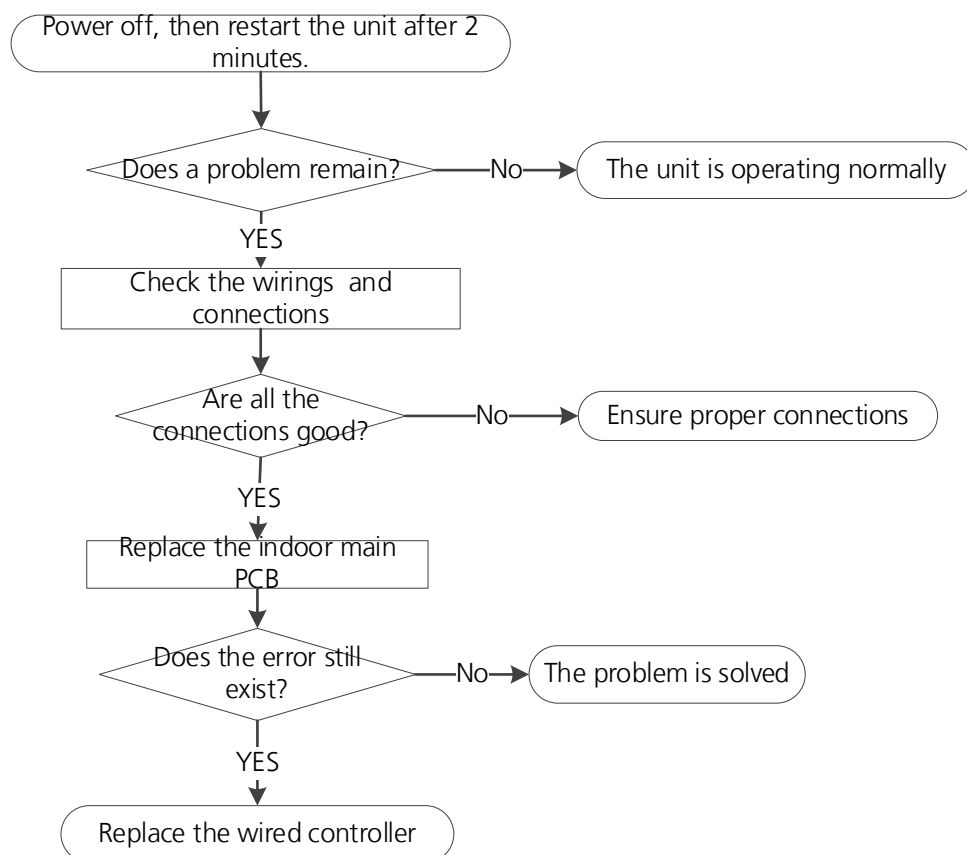 Power off, then restart the unit after 2
minutes.
Does a problem remain?
No
The unit is operating normally
YES
Check the wirings  and
connections
Are all the
connections good?
No
Ensure proper connections
YES
Replace the indoor main
PCB
Does the error still
exist?
No
The problem is solved
YES
Replace the wired controller